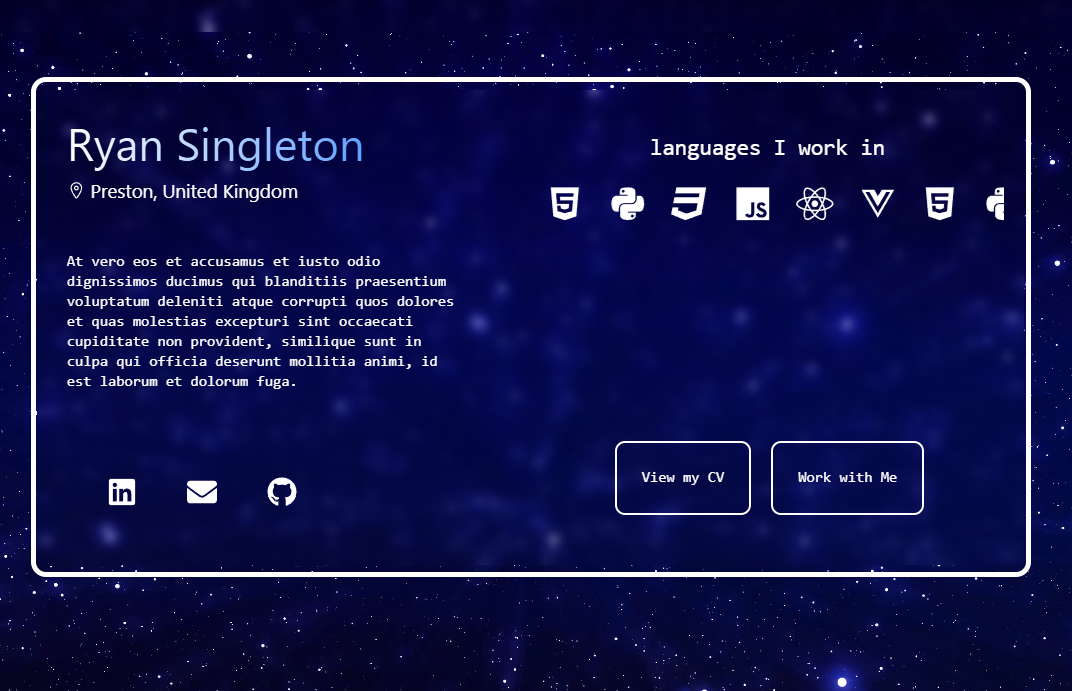 Ryan Singleton
Preston, United Kingdom
At vero eos et accusamus et iusto odio
dignissimos ducimus qui blanditiis praesentium
voluptatum deleniti atque corrupti quos dolores
et quas molestias excepturi sint occaecati
cupiditate non provident, similique sunt in
culpa qui officia deserunt mollitia animi, id
est laborum et dolorum fuga.
in
languages I work in
JS
View my CV
Work with Me